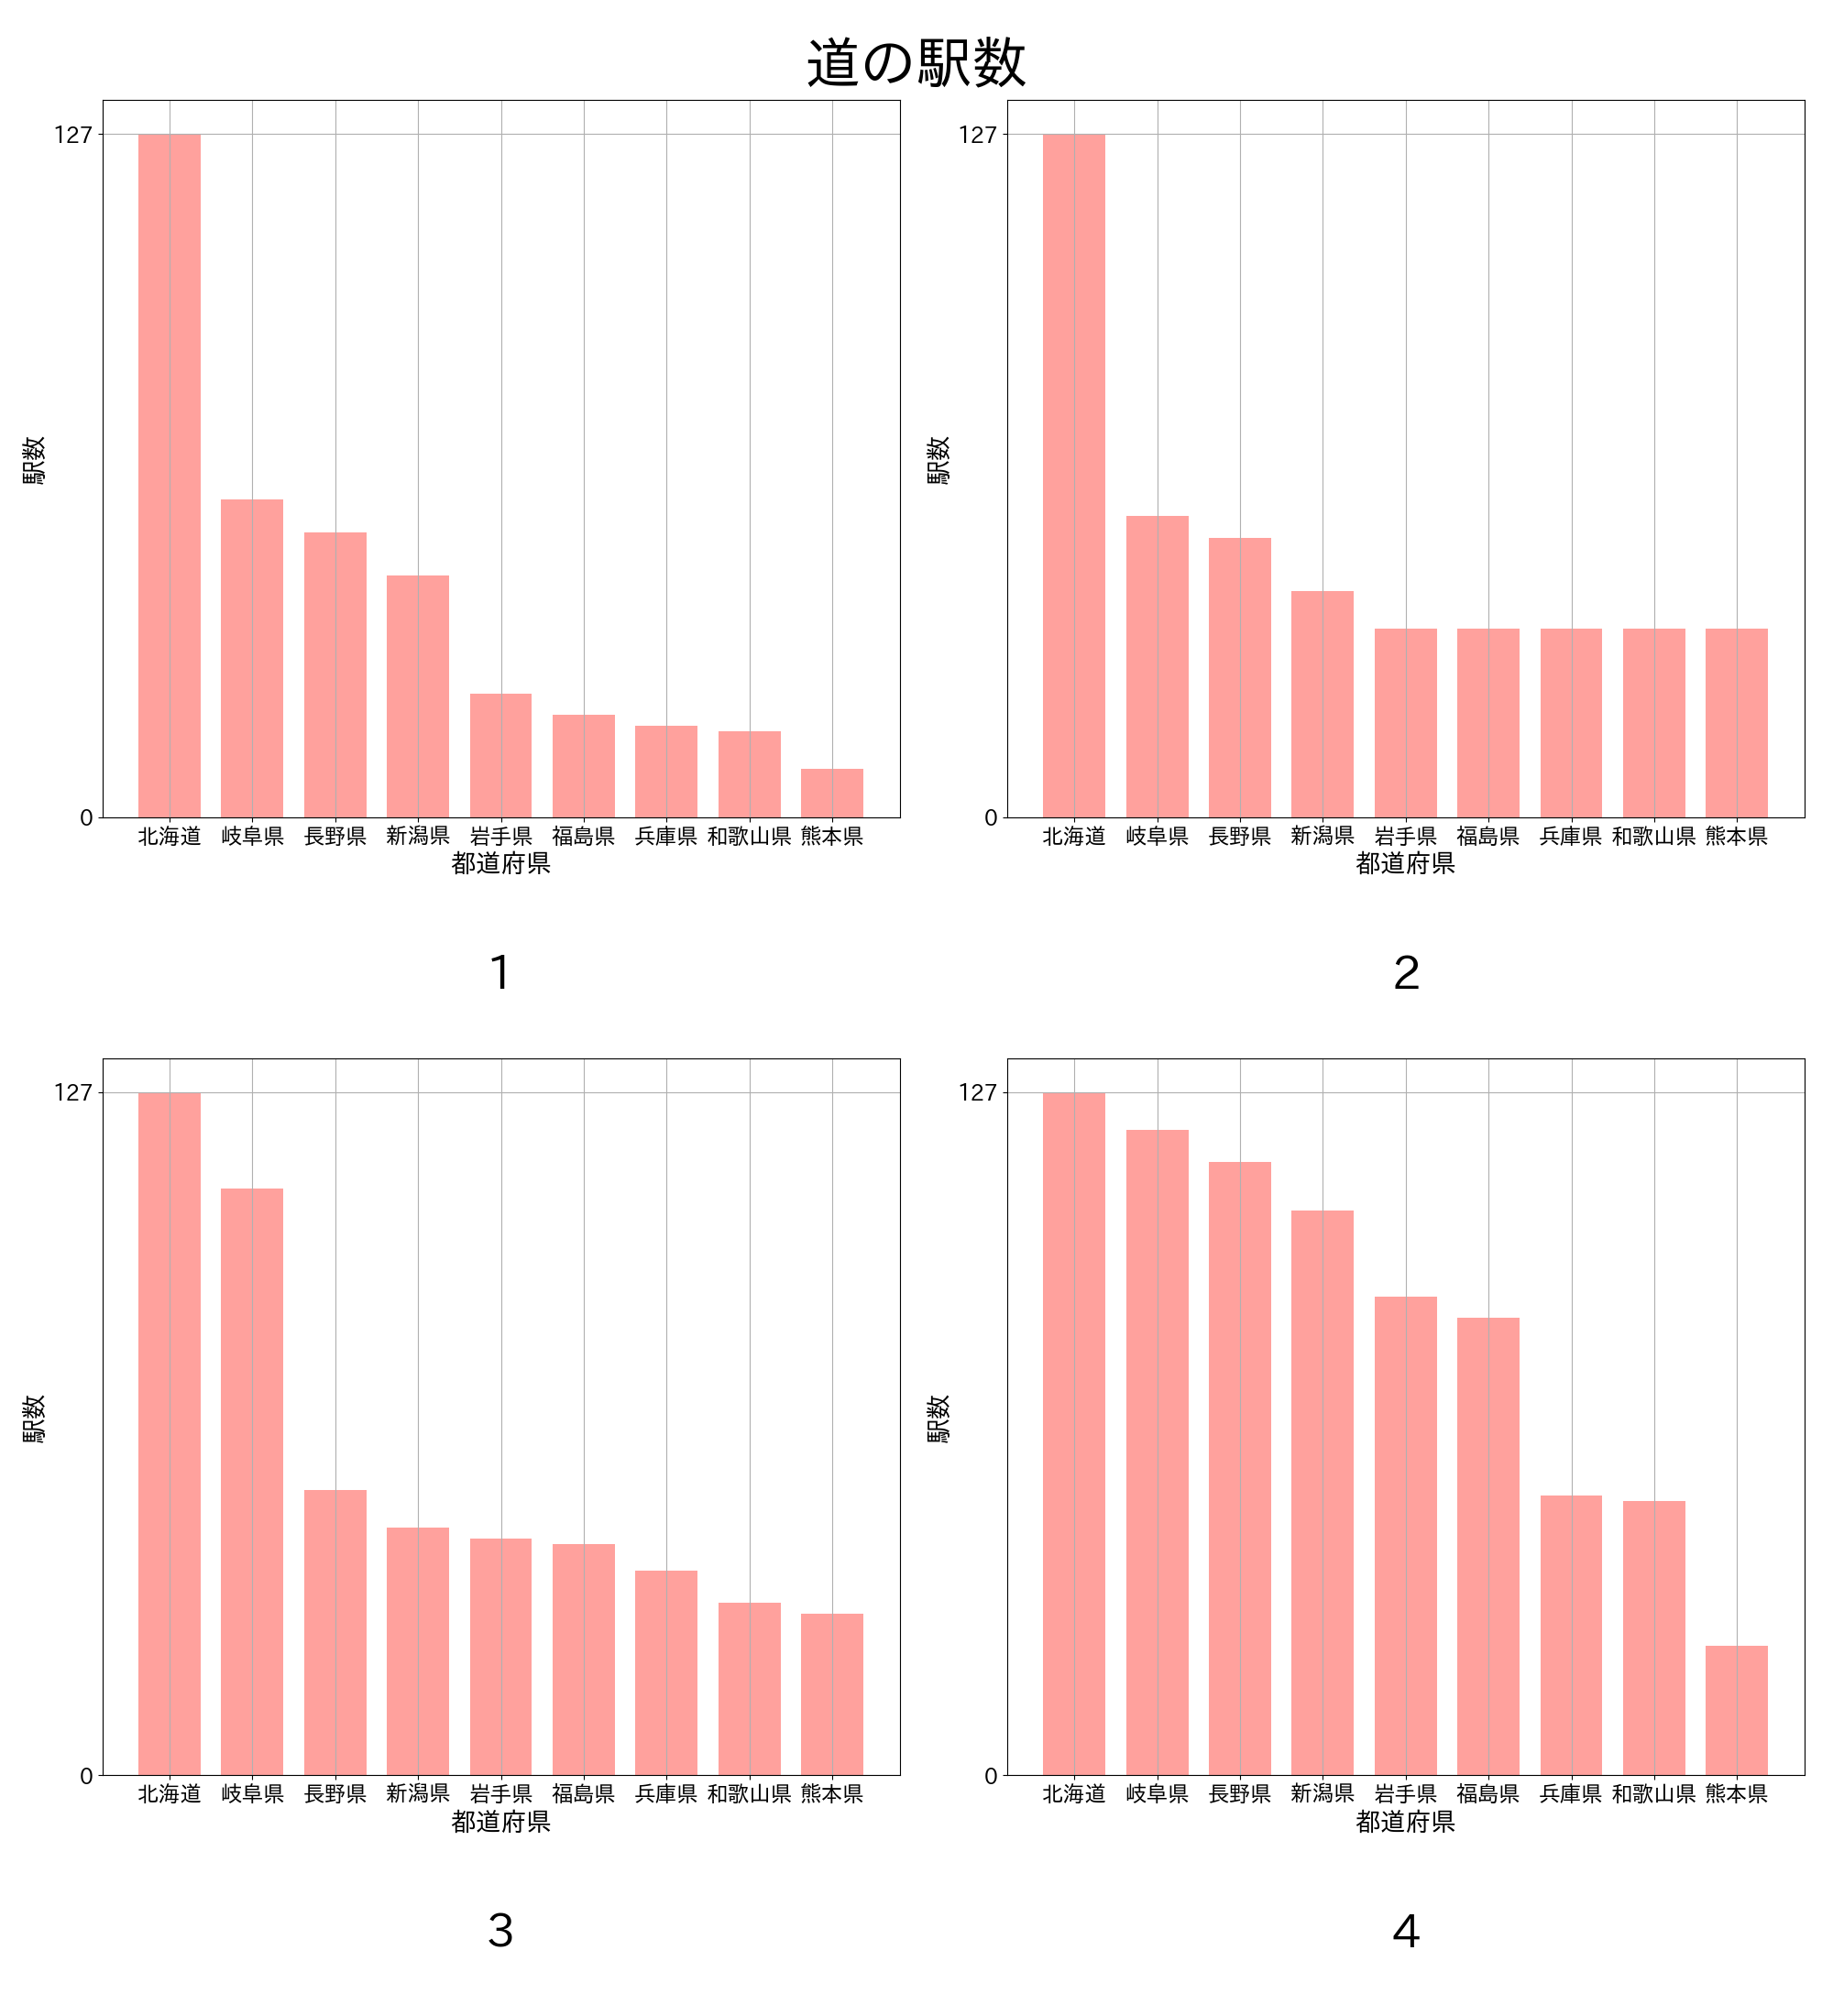 道の駅数
127
駅数
0
北海道 岐阜県 長野県 新潟県 岩手県 福島県 兵庫県 和歌山県 熊本県
都道府県
1
127
駅数
0
北海道 岐阜県 長野県 新潟県 岩手県 福島県 兵庫県 和歌山県 熊本県
都道府県
2
127
駅数
0
北海道 岐阜県 長野県 新潟県 岩手県 福島県 兵庫県 和歌山県 熊本県
都道府県
3
127
駅数
0
北海道 岐阜県 長野県 新潟県 岩手県 福島県 兵庫県 和歌山県 熊本県
都道府県
4